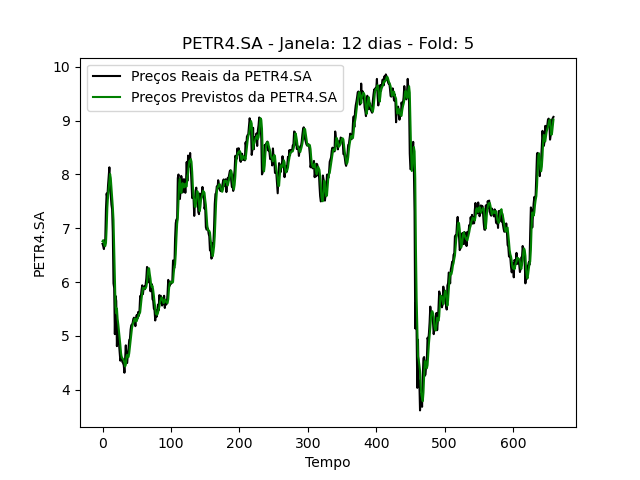 PETR4.SA - Janela: 12 dias - Fold: 5
Preços Reais da PETR4.SA
Preços Previstos da PETR4.SA
10
9
8
7
6
5
4
PETR4.SA
0 100 200 300 400 500 600
Tempo